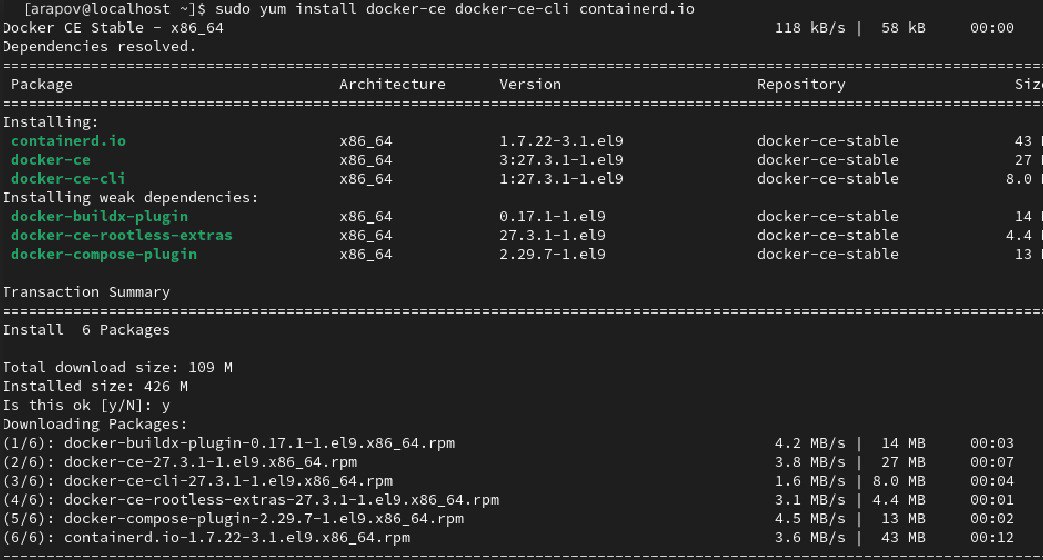 [arapov@localhost ~]$ sudo yum install docker-ce docker-ce-cli containerd.io
Docker CE Stable - x86_64 118 kB/s | 58 kB 00:00
Dependencies resolved.
================================================================================
Package Architecture Version Repository Size
================================================================================
Installing:
containerd.io x86_64 1.7.22-3.1.el9 docker-ce-stable 43
docker-ce x86_64 3:27.3.1-1.el9 docker-ce-stable 27
docker-ce-cli x86_64 1:27.3.1-1.el9 docker-ce-stable 8.0
Installing weak dependencies:
docker-buildx-plugin x86_64 0.17.1-1.el9 docker-ce-stable 14
docker-ce-rootless-extras x86_64 27.3.1-1.el9 docker-ce-stable 4.4
docker-compose-plugin x86_64 2.29.7-1.el9 docker-ce-stable 13

Transaction Summary
================================================================================
Install 6 Packages

Total download size: 109 M
Installed size: 426 M
Is this ok [y/N]: y
Downloading Packages:
(1/6): docker-buildx-plugin-0.17.1-1.el9.x86_64.rpm 4.2 MB/s | 14 MB 00:03
(2/6): docker-ce-27.3.1-1.el9.x86_64.rpm 3.8 MB/s | 27 MB 00:07
(3/6): docker-ce-cli-27.3.1-1.el9.x86_64.rpm 1.6 MB/s | 8.0 MB 00:04
(4/6): docker-ce-rootless-extras-27.3.1-1.el9.x86_64.rpm 3.1 MB/s | 4.4 MB 00:01
(5/6): docker-compose-plugin-2.29.7-1.el9.x86_64.rpm 4.5 MB/s | 13 MB 00:02
(6/6): containerd.io-1.7.22-3.1.el9.x86_64.rpm 3.6 MB/s | 43 MB 00:12
================================================================================